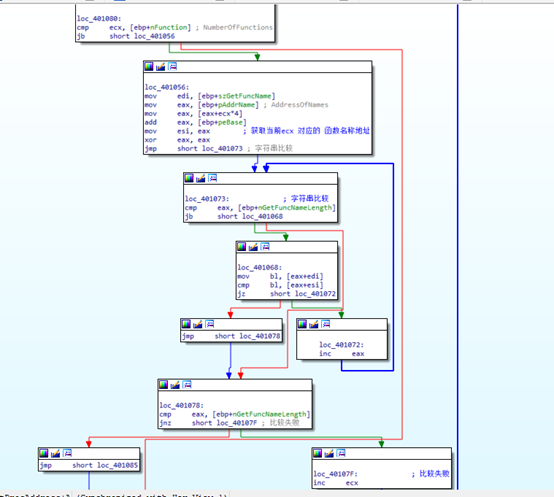 loc_401080:
cmp ecx, [ebp+nFunction] ; NumberOfFunctions
jb short loc_401056
loc_401056:
mov edi, [ebp+szGetFuncName]
mov eax, [ebp+pAddrName] ; AddressOfNames
mov eax, [eax+ecx*4]
add eax, [ebp+peBase]
mov esi, eax ; 获取当前ecx 对应的 函数名称地址
xor eax, eax
jmp short loc_401073 ; 字符串比较
loc_401073: ; 字符串比较
cmp eax, [ebp+nGetFuncNameLength]
jb short loc_401068
loc_401068:
mov bl, [eax+edi]
cmp bl, [eax+esi]
jz short loc_401072
jmp short loc_401078
loc_401072:
inc eax
loc_401078:
cmp eax, [ebp+nGetFuncNameLength]
jnz short loc_40107F ; 比较失败
jmp short loc_401085
loc_40107F: ; 比较失败
inc ecx